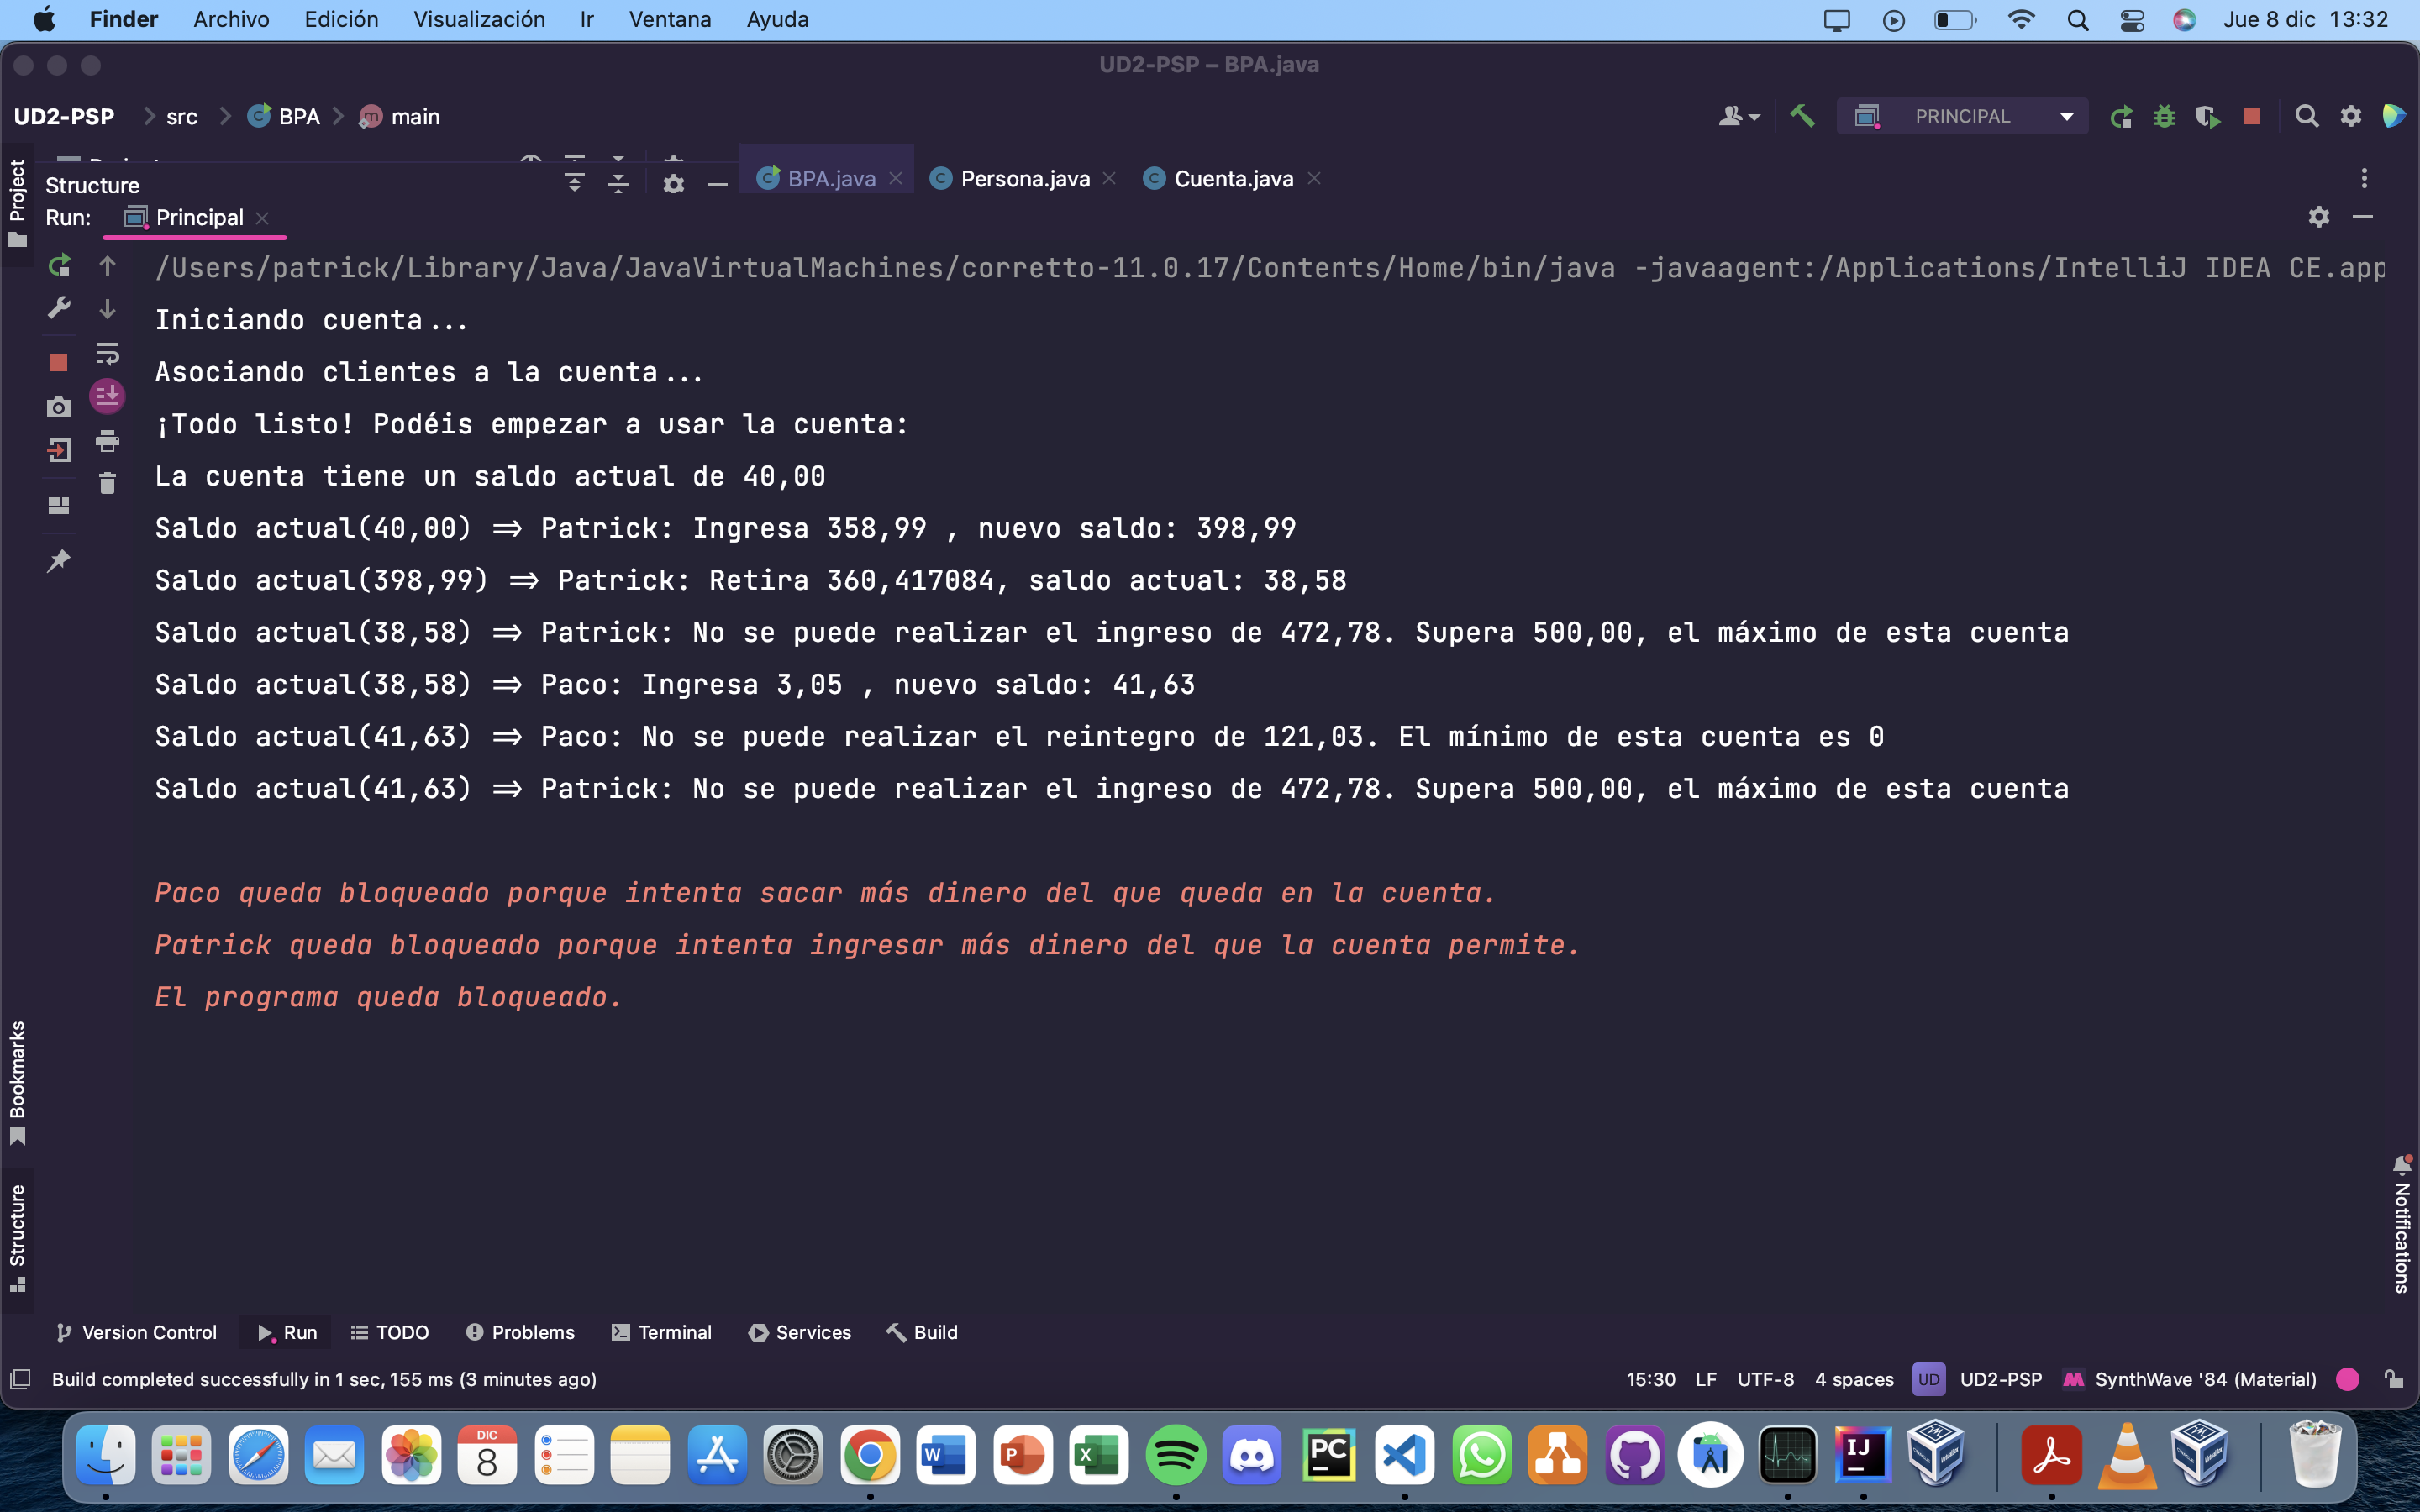 Finder Archivo Edición Visualización Ir Ventana Ayuda Jue 8 dic 13:32
UD2-PSP – BPA.java
UD2-PSP src BPA main PRINCIPAL
Project
Structure BPA.java Persona.java Cuenta.java
Run: Principal
/Users/patrick/Library/Java/JavaVirtualMachines/corretto-11.0.17/Contents/Home/bin/java -javaagent:/Applications/IntelliJ IDEA CE.app
Iniciando cuenta...
Asociando clientes a la cuenta...
¡Todo listo! Podéis empezar a usar la cuenta:
La cuenta tiene un saldo actual de 40,00
Saldo actual(40,00) => Patrick: Ingresa 358,99 , nuevo saldo: 398,99
Saldo actual(398,99) => Patrick: Retira 360,417084, saldo actual: 38,58
Saldo actual(38,58) => Patrick: No se puede realizar el ingreso de 472,78. Supera 500,00, el máximo de esta cuenta
Saldo actual(38,58) => Paco: Ingresa 3,05 , nuevo saldo: 41,63
Saldo actual(41,63) => Paco: No se puede realizar el reintegro de 121,03. El mínimo de esta cuenta es 0
Saldo actual(41,63) => Patrick: No se puede realizar el ingreso de 472,78. Supera 500,00, el máximo de esta cuenta
Paco queda bloqueado porque intenta sacar más dinero del que queda en la cuenta.
Patrick queda bloqueado porque intenta ingresar más dinero del que la cuenta permite.
El programa queda bloqueado.
Bookmarks
Structure
Notifications
Version Control Run TODO Problems Terminal Services Build
Build completed successfully in 1 sec, 155 ms (3 minutes ago) 15:30 LF UTF-8 4 spaces UD UD2-PSP SynthWave '84 (Material)
DIC
8
W P X PC IJ